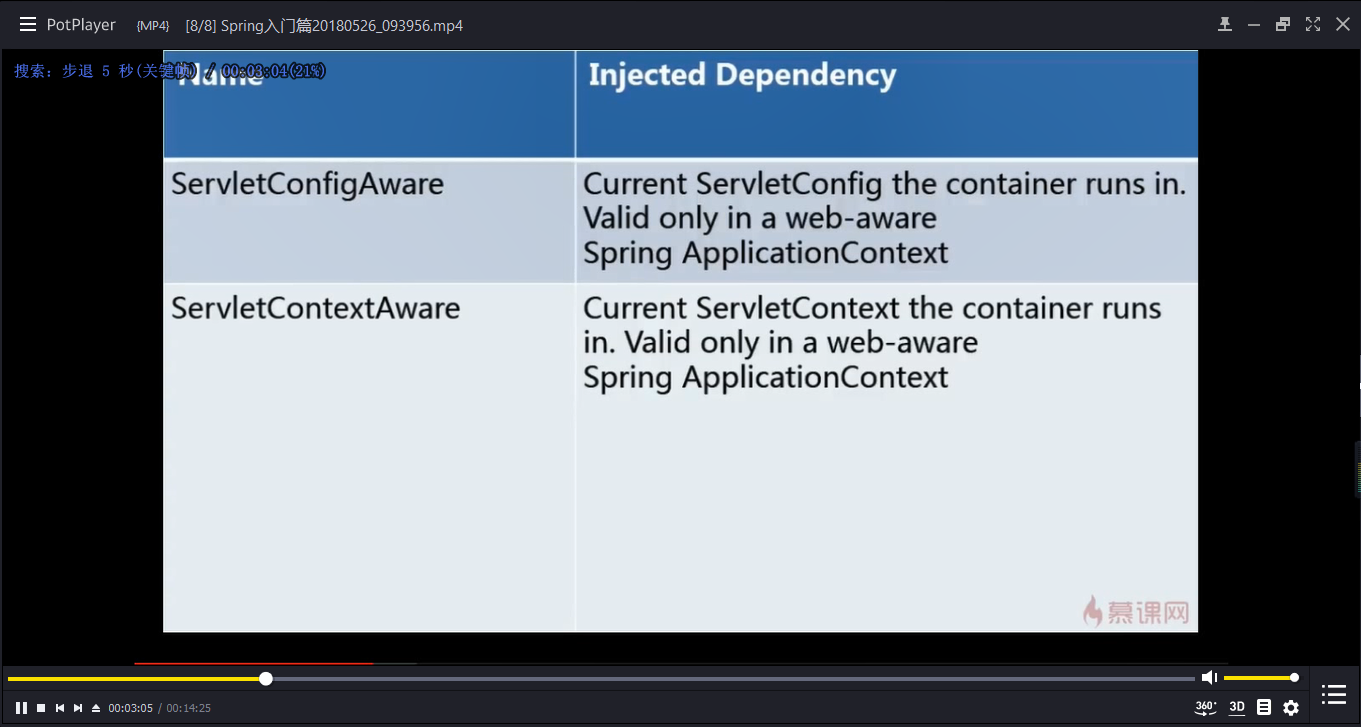 PotPlayer {MP4} [8/8] Spring入门篇20180526_093956.mp4
搜索: 步退 5 秒(关键帧) / 00:03:04(21%)
Name
Injected Dependency
ServletConfigAware
Current ServletConfig the container runs in.
Valid only in a web-aware
Spring ApplicationContext
ServletContextAware
Current ServletContext the container runs
in. Valid only in a web-aware
Spring ApplicationContext
慕课网
00:03:05 / 00:14:25
360°
3D